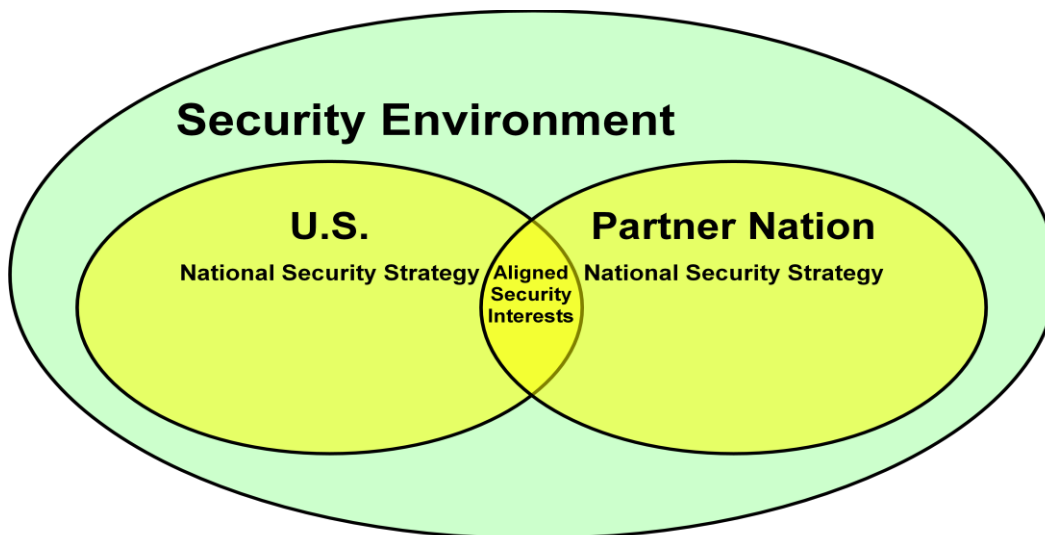 Security Environment
U.S.
National Security Strategy
Partner Nation
National Security Strategy
Aligned
Security
Interests